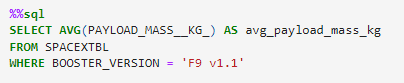 %%sql
SELECT AVG(PAYLOAD_MASS__KG_) AS avg_payload_mass_kg
FROM SPACEXTBL
WHERE BOOSTER_VERSION = 'F9 v1.1'